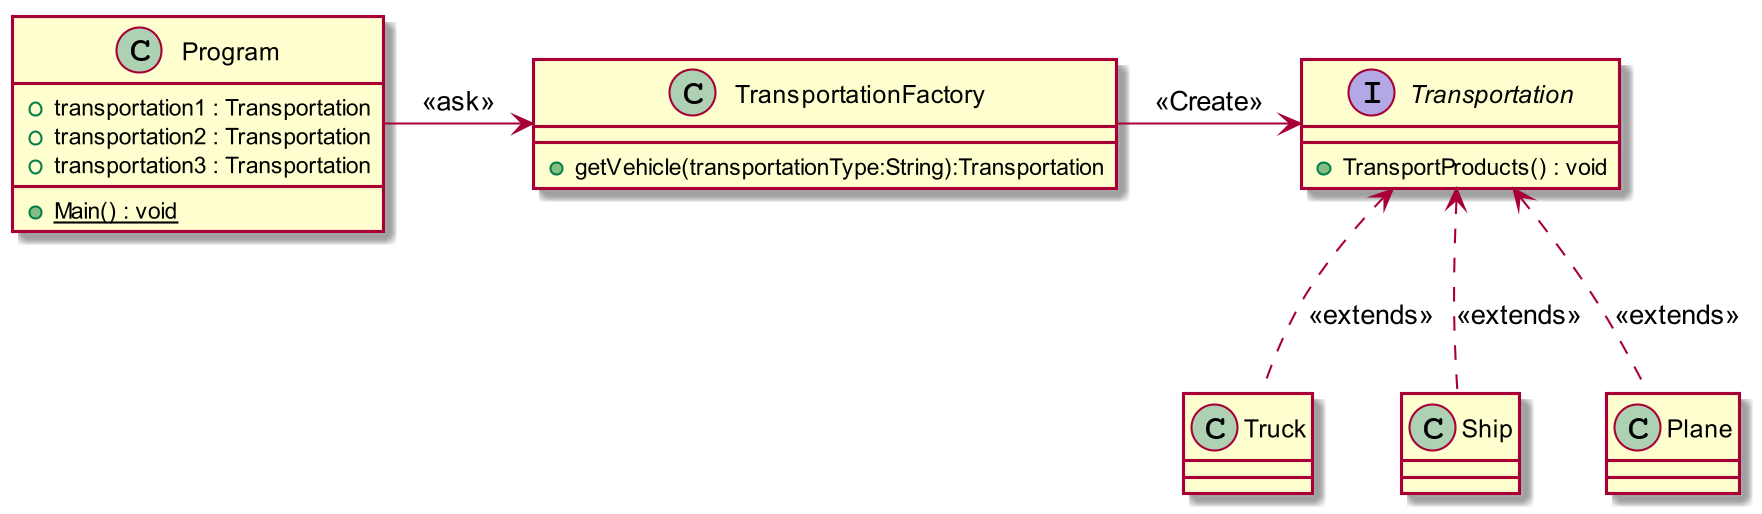 C Program
transportation1 : Transportation
transportation2 : Transportation
transportation3 : Transportation
Main() : void
«ask»
C TransportationFactory
getVehicle(transportationType:String):Transportation
«Create»
I Transportation
TransportProducts() : void
«extends» «extends» «extends»
C Truck
C Ship
C Plane